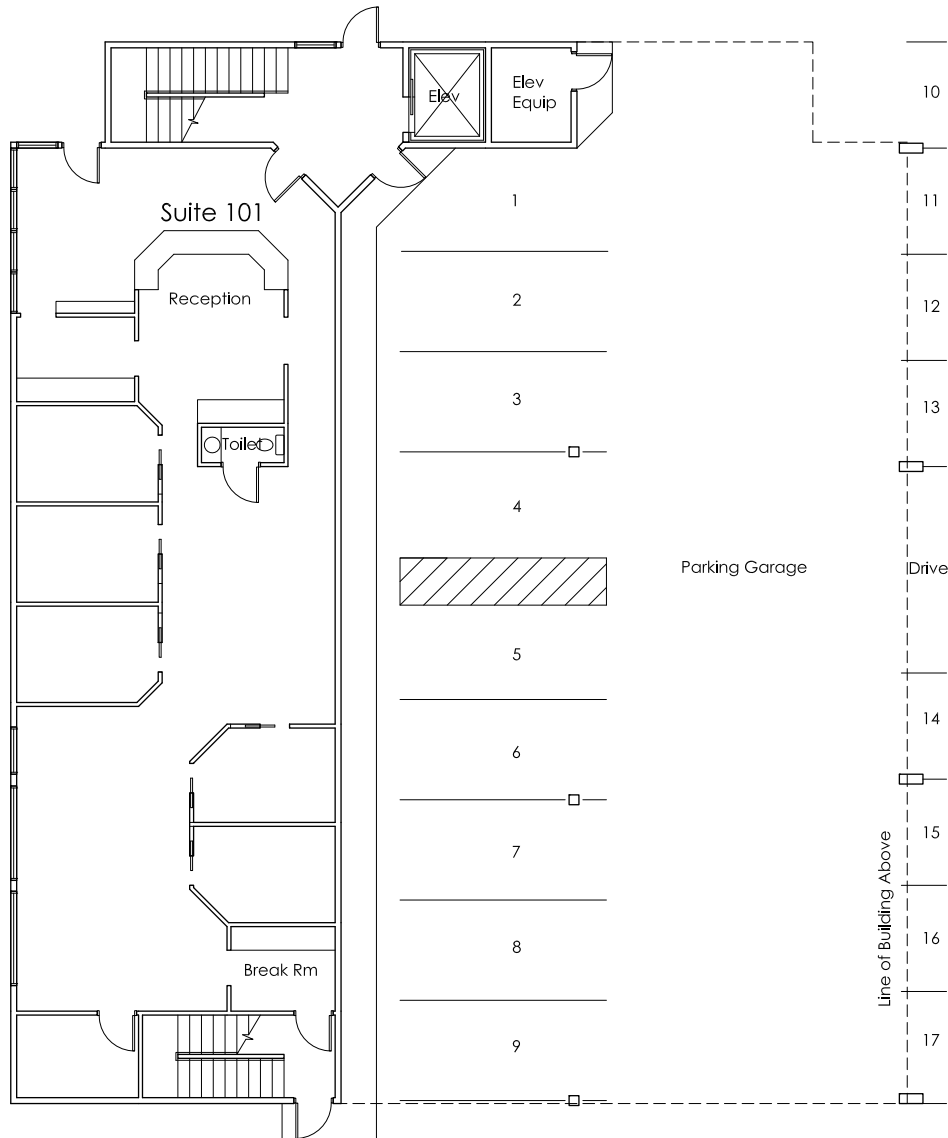 Elev
Elev
Equip
10
1
11
Suite 101
2
Reception
12
3
13
Toilet
4
Parking Garage
Drive
5
14
6
15
7
Line of Building Above
16
8
Break Rm
9
17